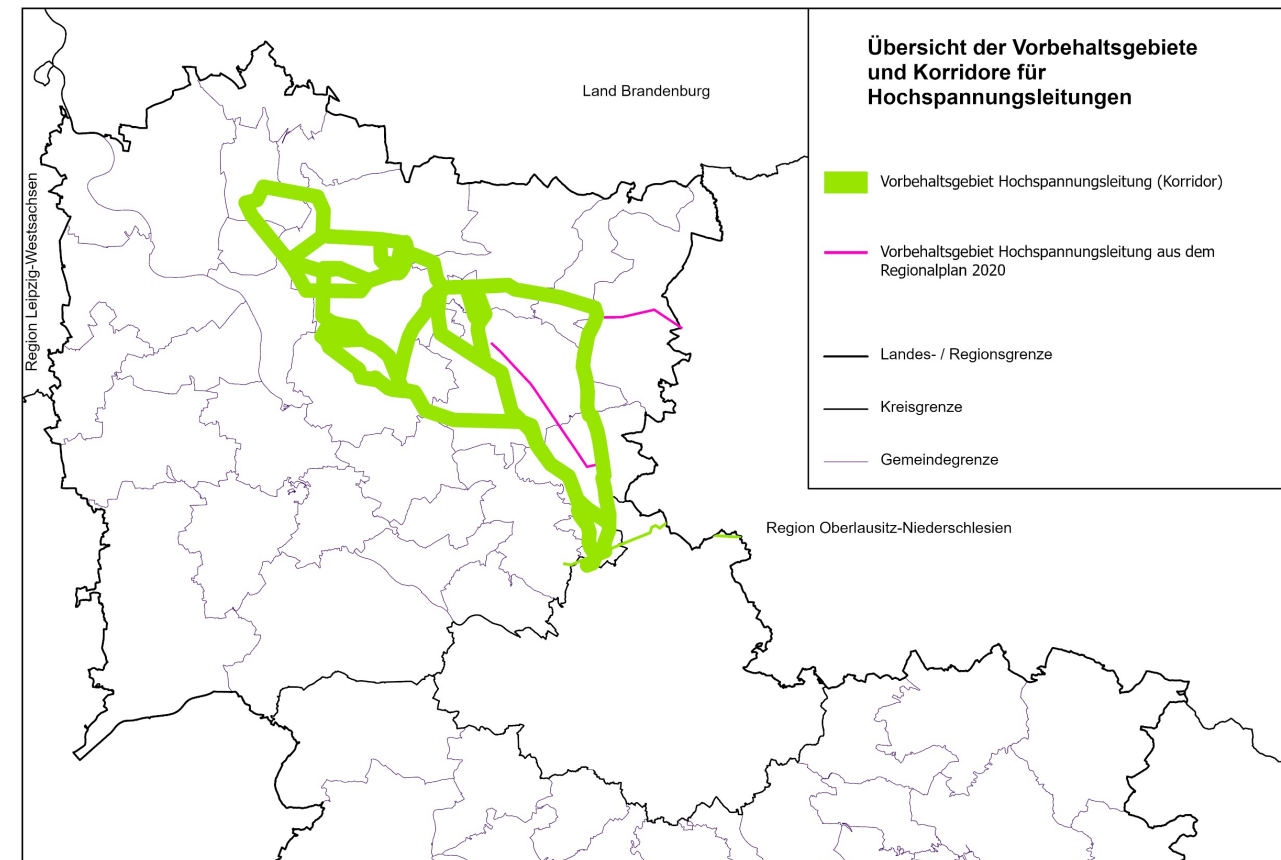 Übersicht der Vorbehaltsgebiete
und Korridore für
Hochspannungsleitungen
Land Brandenburg
Region Leipzig-Westsachsen
Vorbehaltsgebiet Hochspannungsleitung (Korridor)
Vorbehaltsgebiet Hochspannungsleitung aus dem
Regionalplan 2020
Landes- / Regionsgrenze
Kreisgrenze
Gemeindegrenze
Region Oberlausitz-Niederschlesien